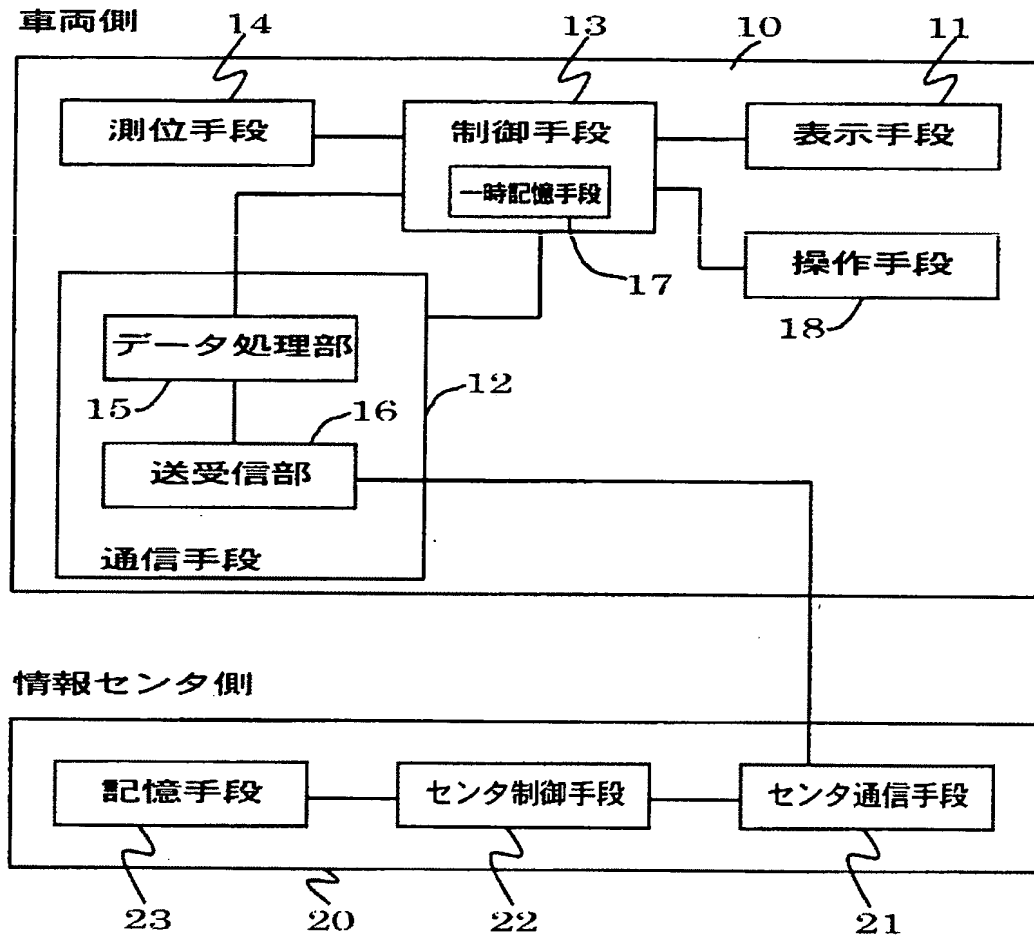 車両側
14
13
10
11
測位手段
制御手段
表示手段
一時記憶手段
17
操作手段
18
データ処理部
15
16
12
送受信部
通信手段
情報センタ側
記憶手段
センタ制御手段
センタ通信手段
23
20
22
21